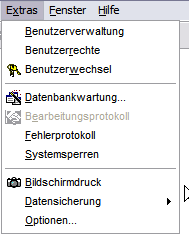 Extras Fenster Hilfe
Benutzerverwaltung
Benutzerrechte
Benutzerwechsel
Datenbankwartung...
Bearbeitungsprotokoll
Fehlerprotokoll
Systemsperren
Bildschirmdruck
Datensicherung
Optionen...